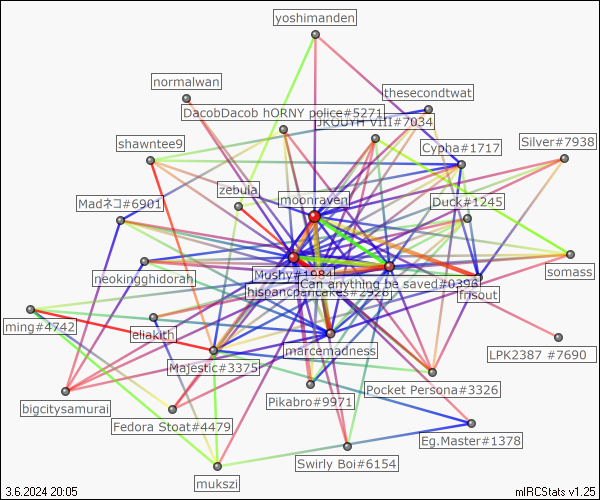 yoshimanden
normalwan
thesecondtwat
DacobDacob hORNY police#5271
JKOUYH VIII#7034
shawntee9
Cypha#1717
Silver#7938
zebula
moonraven
Madネコ#6901
Duck#1245
Mushy#1984
neokingghidorah
somass
Can anything be saved#0396
hispancpancakes#2928
frisout
ming#4742
eliakith
marcemadness
LPK2387 #7690
Majestic#3375
Pocket Persona#3326
Pikabro#9971
bigcitysamurai
Fedora Stoat#4479
Eg.Master#1378
Swirly Boi#6154
mukszi
3.6.2024 20:05
mIRCStats v1.25